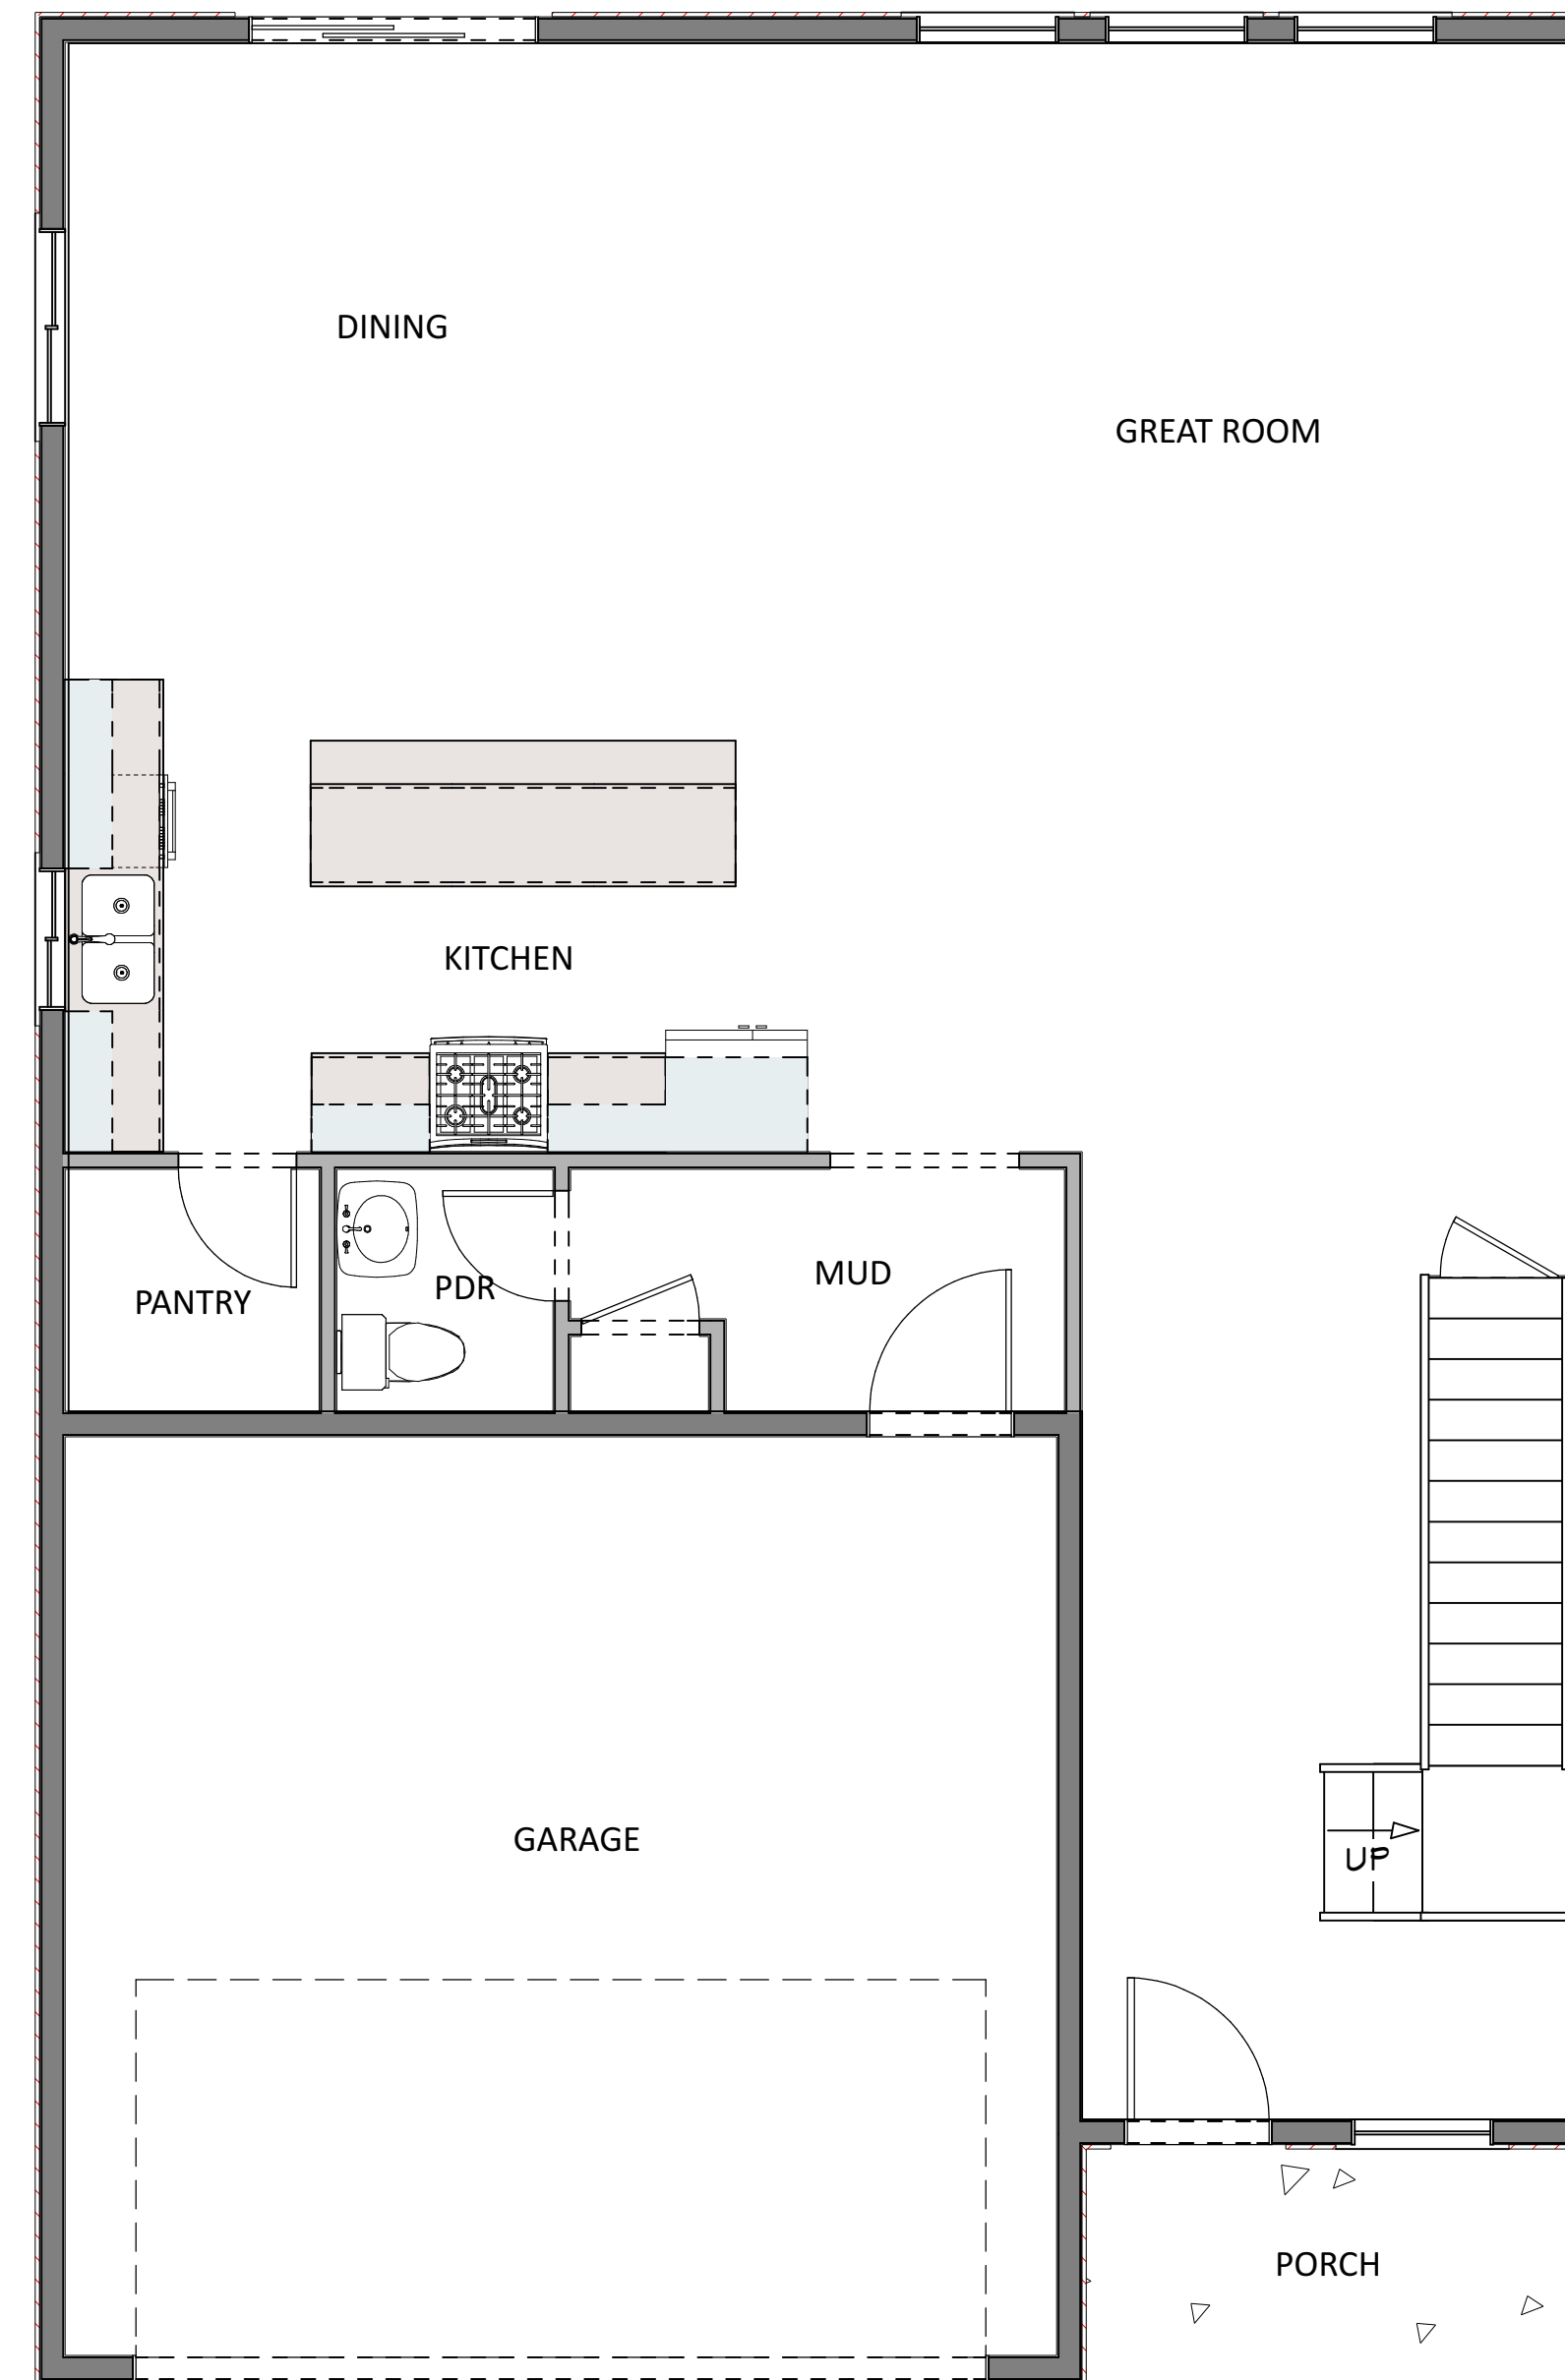 DINING
GREAT ROOM
KITCHEN
MUD
PDR
PANTRY
GARAGE
UP
PORCH